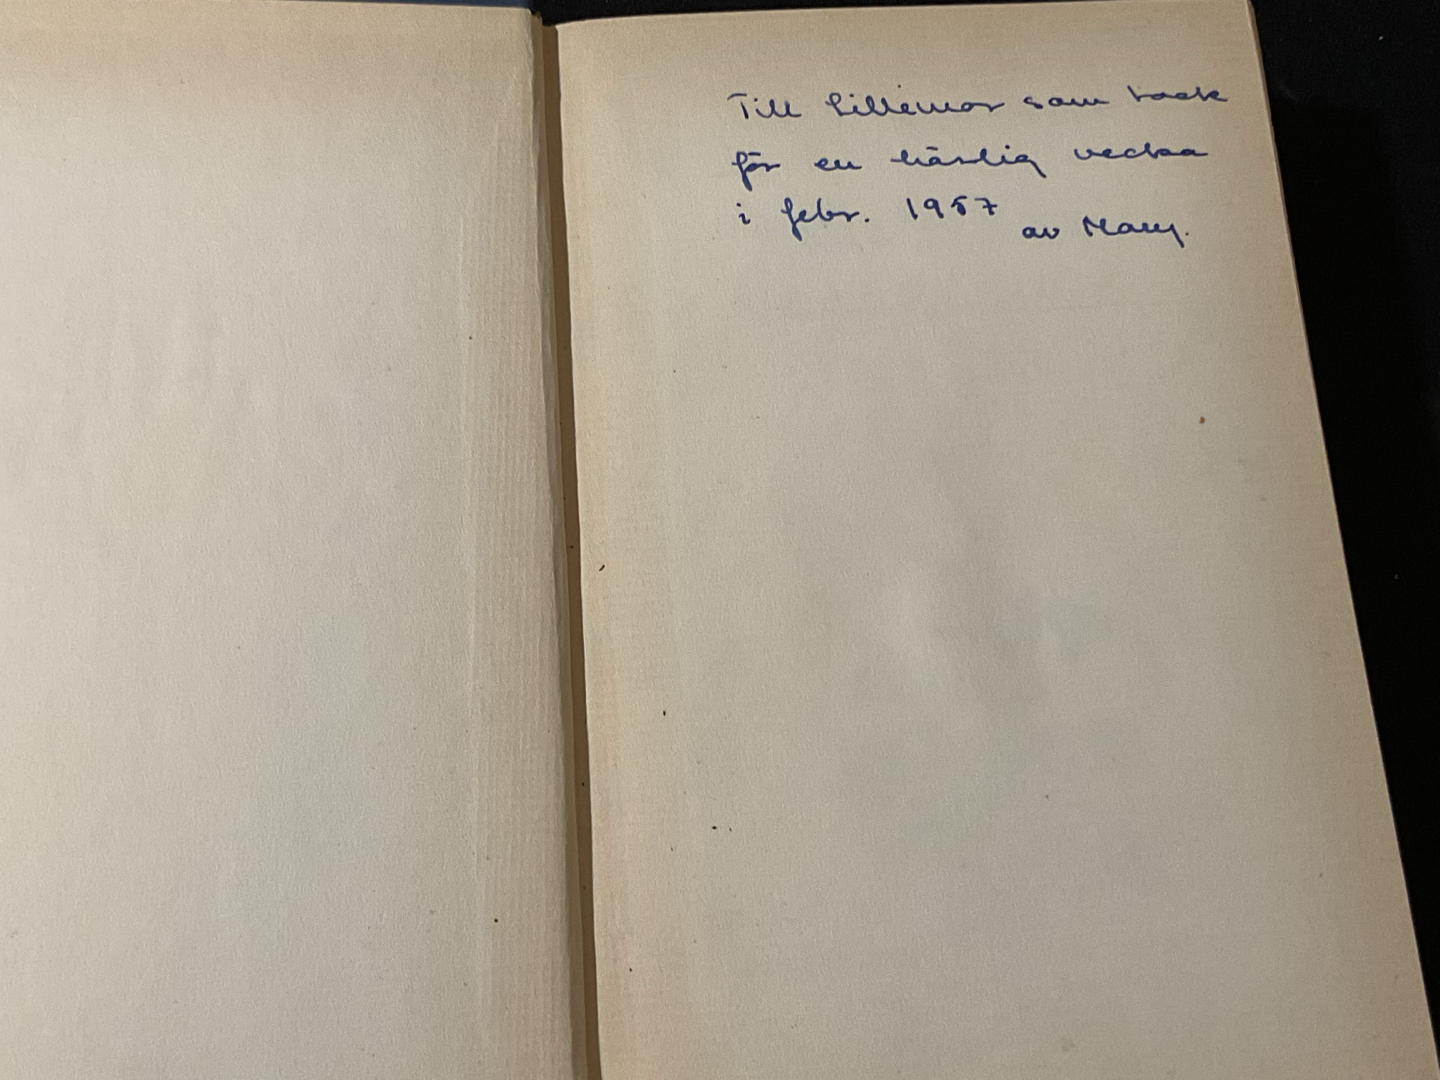 Till Lillemor som tack
för en härlig vecka
i febr. 1957
av Mary.